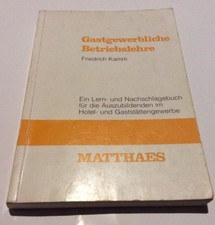 Gastgewerbliche
Betriebslehre
Friedrich Kamm
Ein Lern- und Nachschlagebuch
für die Auszubildenden im
Hotel- und Gaststättengewerbe
MATTHAES